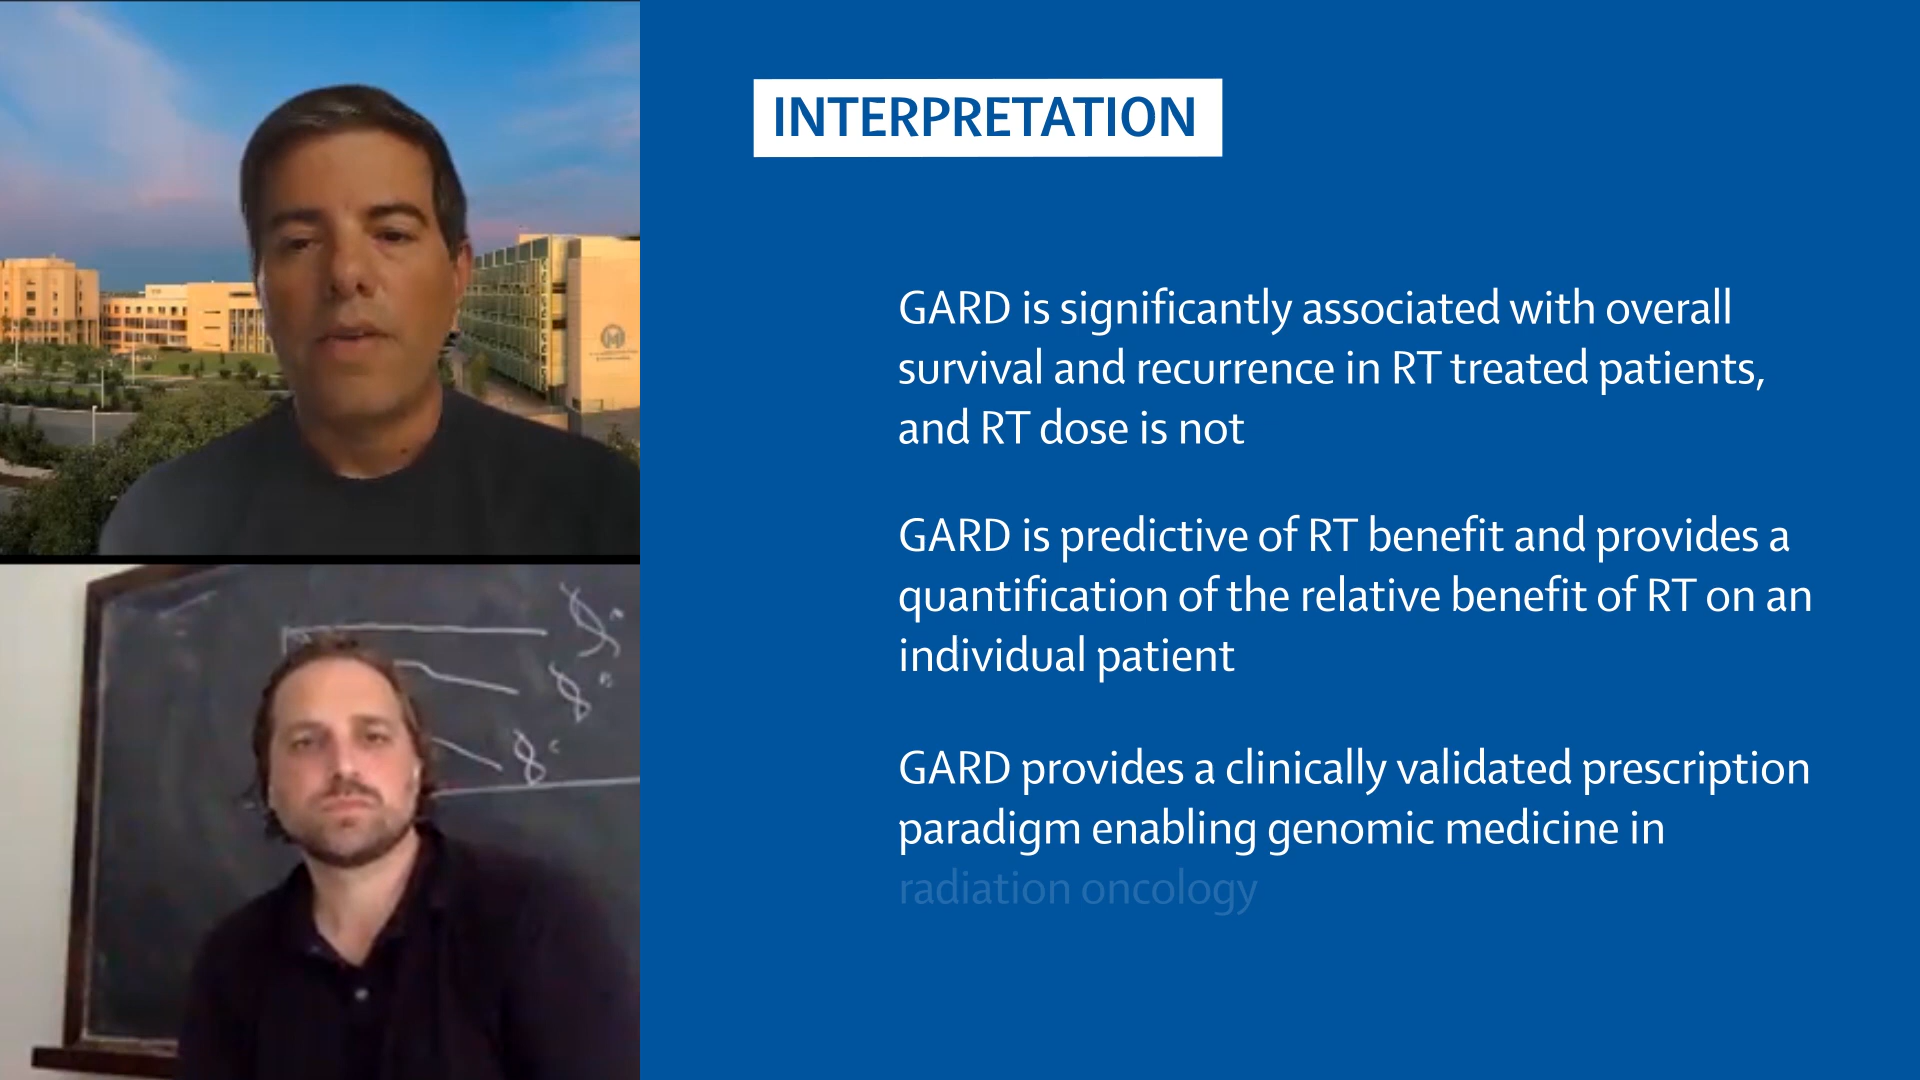 INTERPRETATION
GARD is significantly associated with overall
survival and recurrence in RT treated patients,
and RT dose is not
GARD is predictive of RT benefit and provides a
quantification of the relative benefit of RT on an
individual patient
GARD provides a clinically validated prescription
paradigm enabling genomic medicine in
radiation oncology